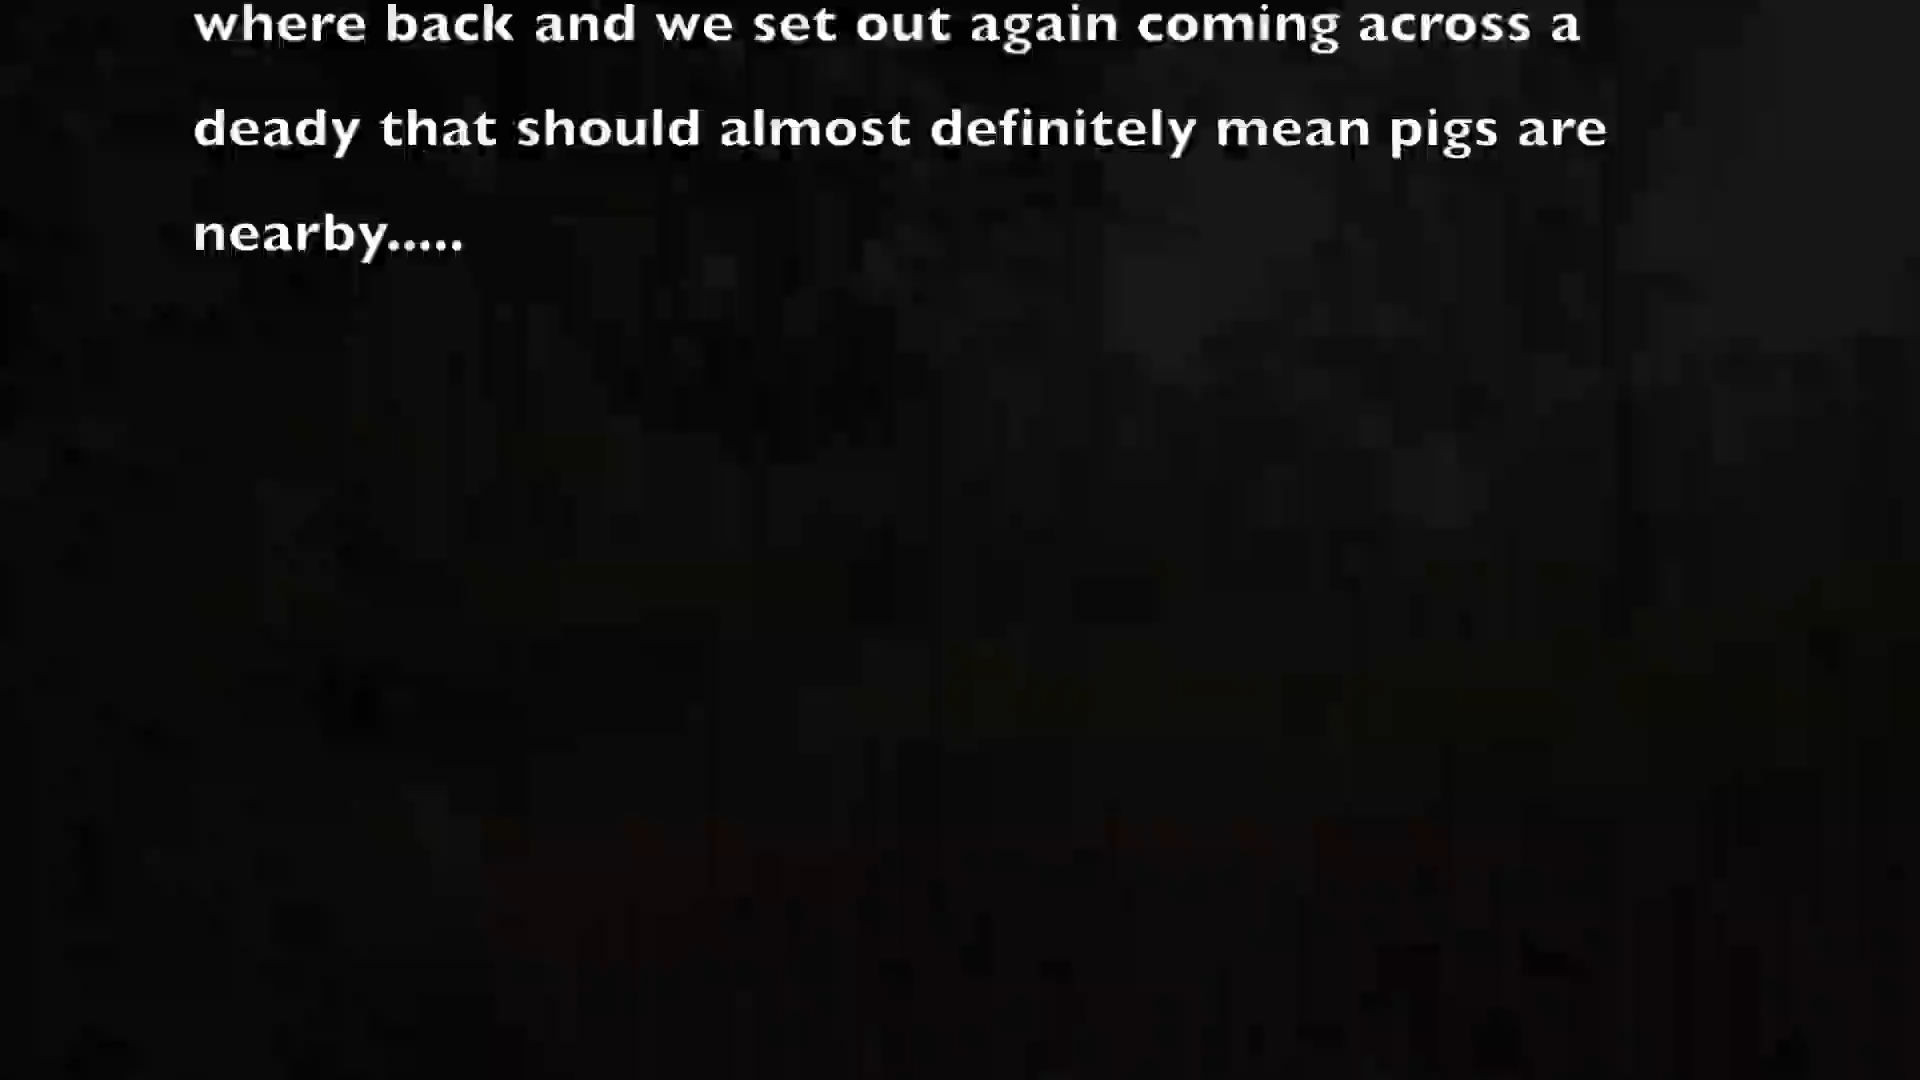 where back and we set out again coming across a
deady that should almost definitely mean pigs are
nearby.....